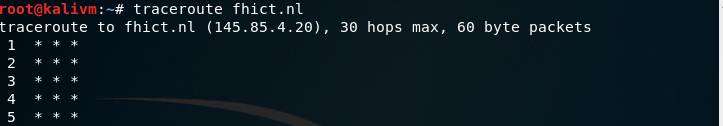 root@kalivm:~# traceroute fhict.nl
traceroute to fhict.nl (145.85.4.20), 30 hops max, 60 byte packets
1 * * *
2 * * *
3 * * *
4 * * *
5 * * *